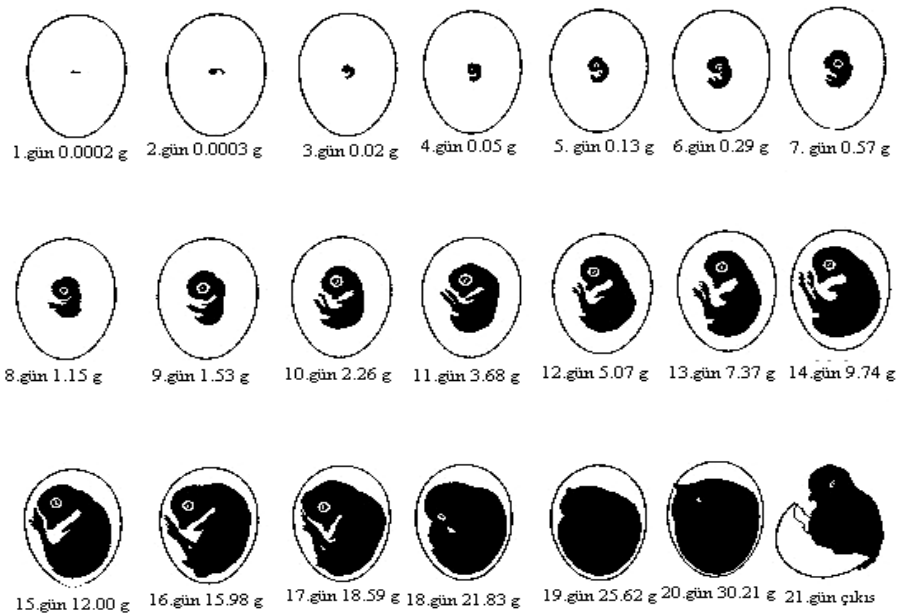 1.gün 0.0002 g
2.gün 0.0003 g
3.gün 0.02 g
4.gün 0.05 g
5. gün 0.13 g
6.gün 0.29 g
7. gün 0.57 g
8.gün 1.15 g
9.gün 1.53 g
10.gün 2.26 g
11.gün 3.68 g
12.gün 5.07 g
13.gün 7.37 g
14.gün 9.74 g
15.gün 12.00 g
16.gün 15.98 g
17.gün 18.59 g
18.gün 21.83 g
19.gün 25.62 g
20.gün 30.21 g
21.gün çıkıs